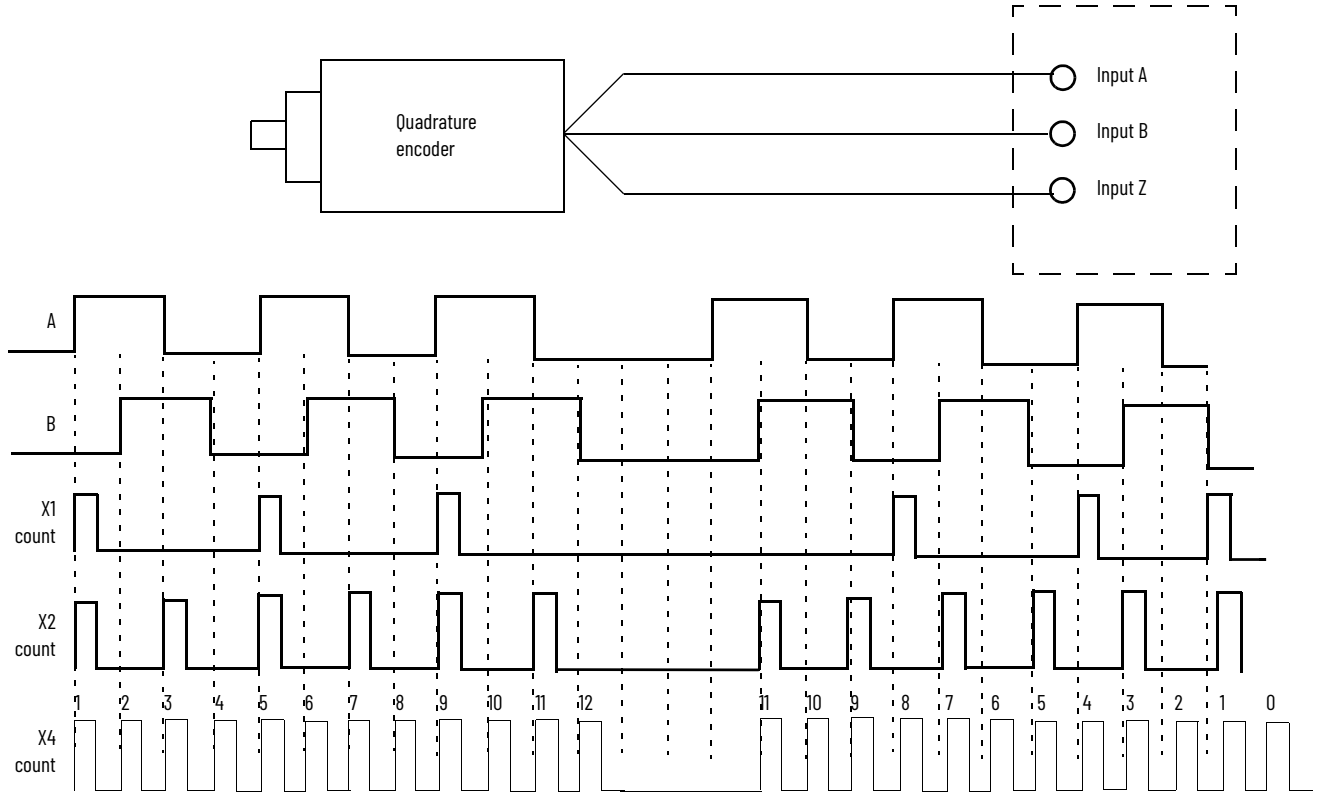 Quadrature
encoder
Input A
Input B
Input Z
A
B
X1
count
X2
count
1 2 3 4 5 6 7 8 9 10 11 12 11 10 9 8 7 6 5 4 3 2 1 0
X4
count